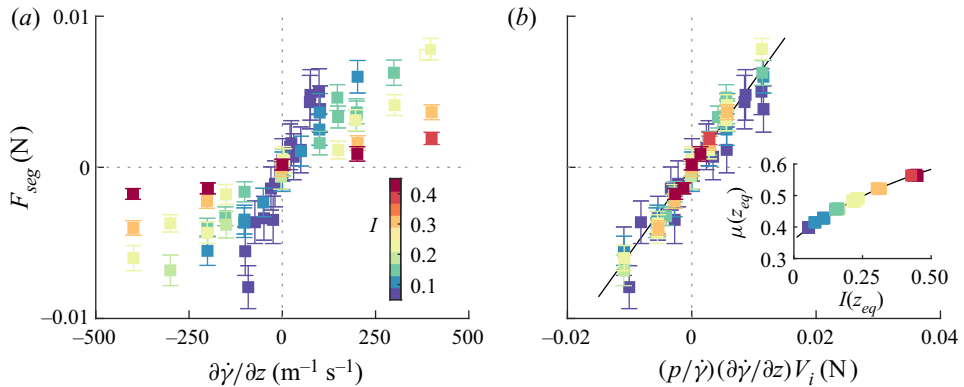 (a)
0.01
0
−0.01
F_seg (N)
−500
−250
0
250
500
∂γ̇/∂z (m⁻¹ s⁻¹)
I
0.4
0.3
0.2
0.1
(b)
−0.02
0
0.02
0.04
(p/γ̇)(∂γ̇/∂z)V_i (N)
0.6
0.5
0.4
0.3
μ(z_eq)
0
0.25
0.50
I(z_eq)